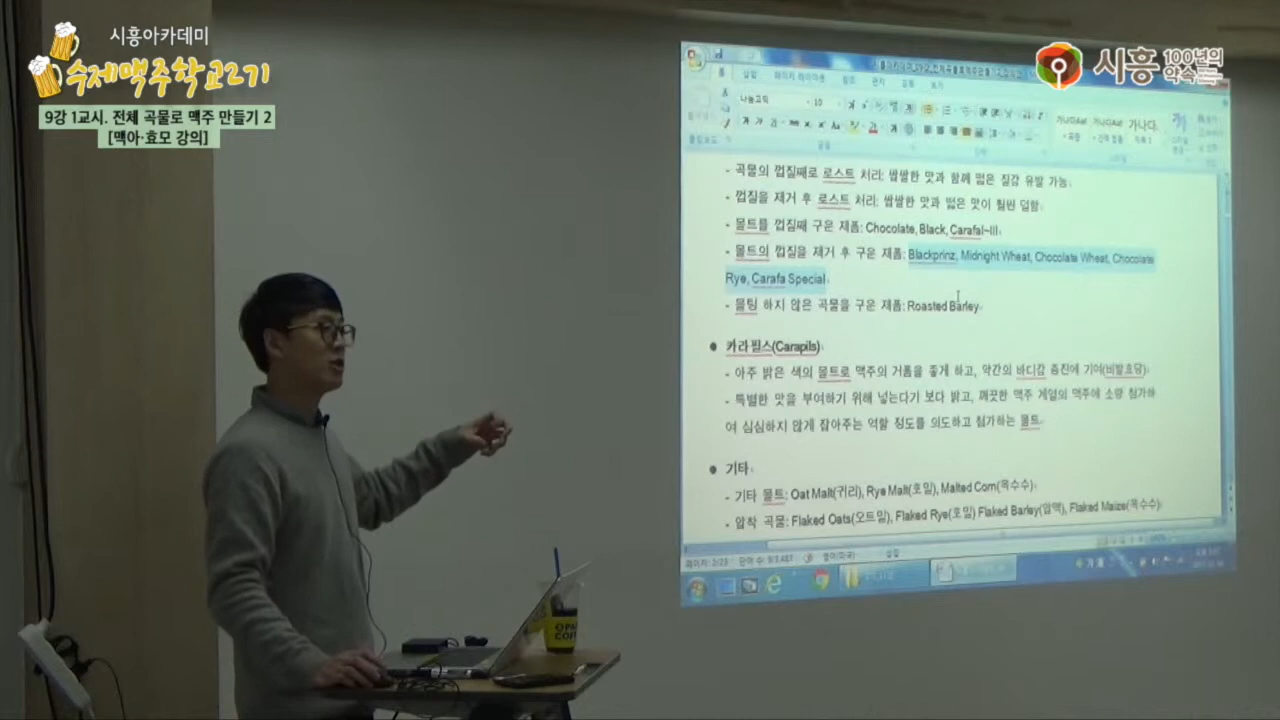 시흥아카데미
수제맥주학교2기
9강 1교시. 전체 곡물로 맥주 만들기 2
[맥아·효모 강의]
시흥 100년의 약속
나눔고딕 10
- 곡물의 껍질째로 로스트 처리: 쌉쌀한 맛과 함께 떫은 질감 유발 가능
- 껍질을 제거 후 로스트 처리: 쌉쌀한 맛과 떫은 맛이 훨씬 덜함
- 몰트를 껍질째 구운 제품: Chocolate, Black, CarafaI~III
- 몰트의 껍질을 제거 후 구운 제품: Blackprinz, Midnight Wheat, Chocolate Wheat, Chocolate
Rye, Carafa Special
- 몰팅 하지 않은 곡물을 구운 제품: Roasted Barley
● 카라필스(Carapils)
- 아주 밝은 색의 몰트로 맥주의 거품을 좋게 하고, 약간의 바디감 증진에 기여(비발효당)
- 특별한 맛을 부여하기 위해 넣는다기 보다 밝고, 깨끗한 맥주 계열의 맥주에 소량 첨가하
여 심심하지 않게 잡아주는 역할 정도를 의도하고 첨가하는 몰트
● 기타
- 기타 몰트: Oat Malt(귀리), Rye Malt(호밀), Malted Corn(옥수수)
- 압착 곡물: Flaked Oats(오트밀), Flaked Rye(호밀) Flaked Barley(압맥), Flaked Maize(옥수수)